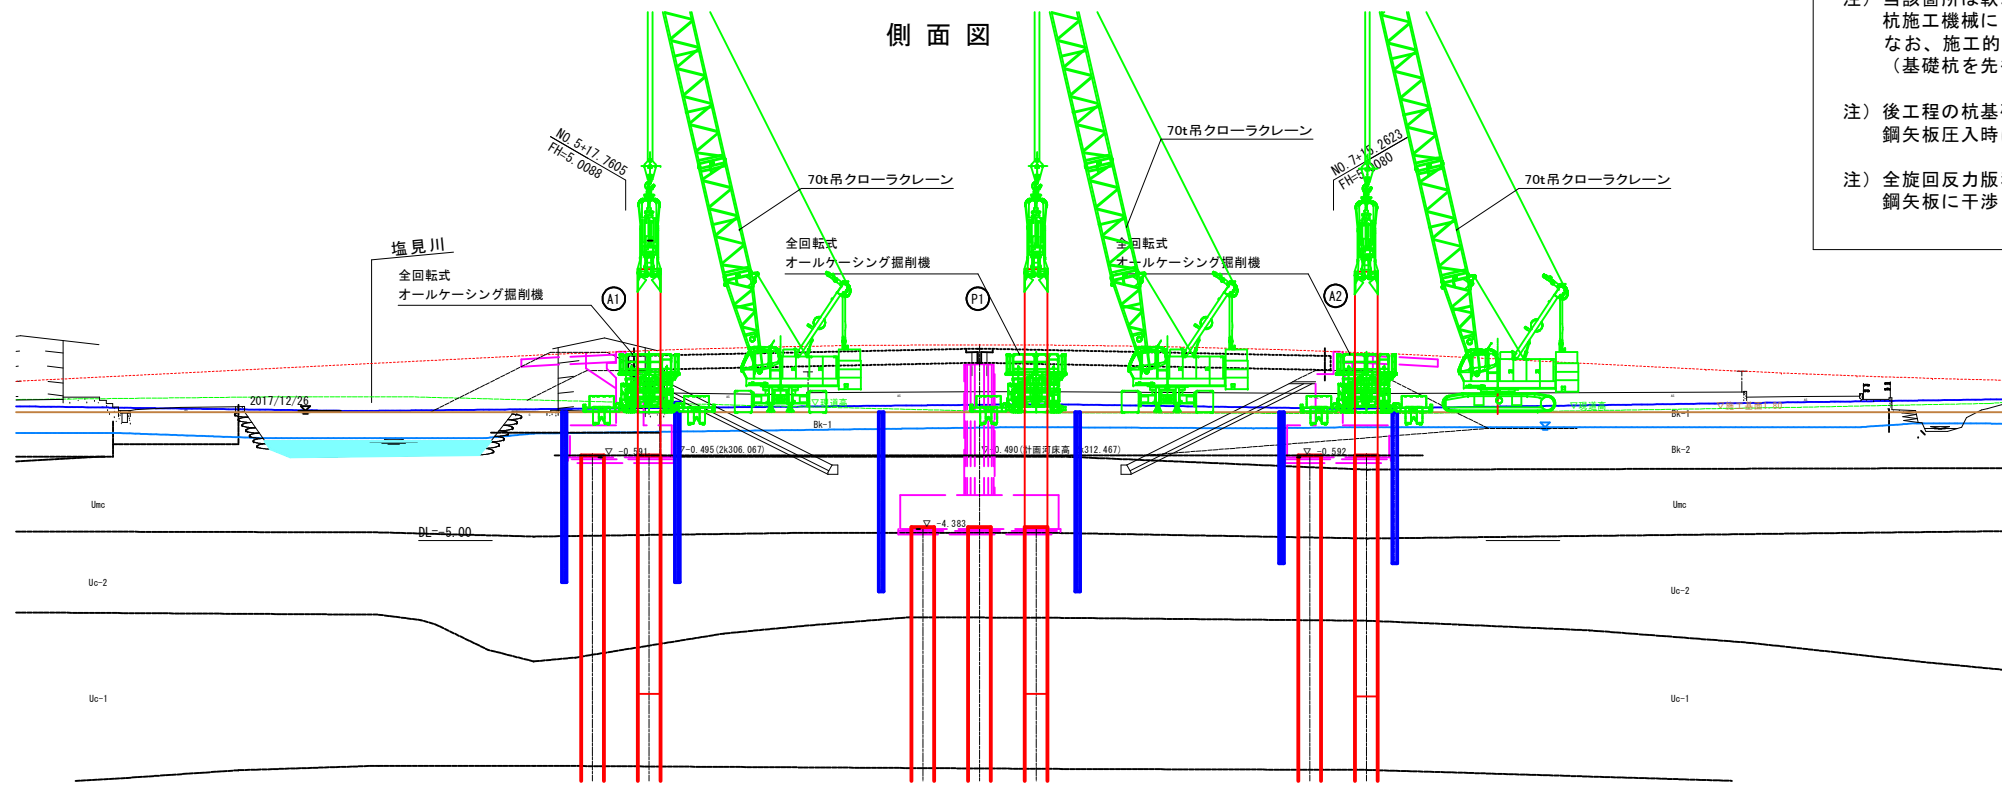 側面図
注）当該箇所は軟
杭施工機械に
なお、施工的
（基礎杭を先
注）後工程の杭基
鋼矢板圧入時
注）全旋回反力版
鋼矢板に干渉
NO.5+17.7605
FH=5.0088
70t吊クローラクレーン
70t吊クローラクレーン
NO.7+15.2623
70t吊クローラクレーン
塩見川
全回転式
オールケーシング掘削機
A1
全回転式
オールケーシング掘削機
P1
全回転式
オールケーシング掘削機
A2
2017/12/26
Bk-1
Bk-1
Bk-2
▽ -0.591
▽-0.495(2k306.067)
▽ -0.592
Umc
Umc
▽ -4.383
DL=-5.00
Uc-2
Uc-2
Uc-1
Uc-1